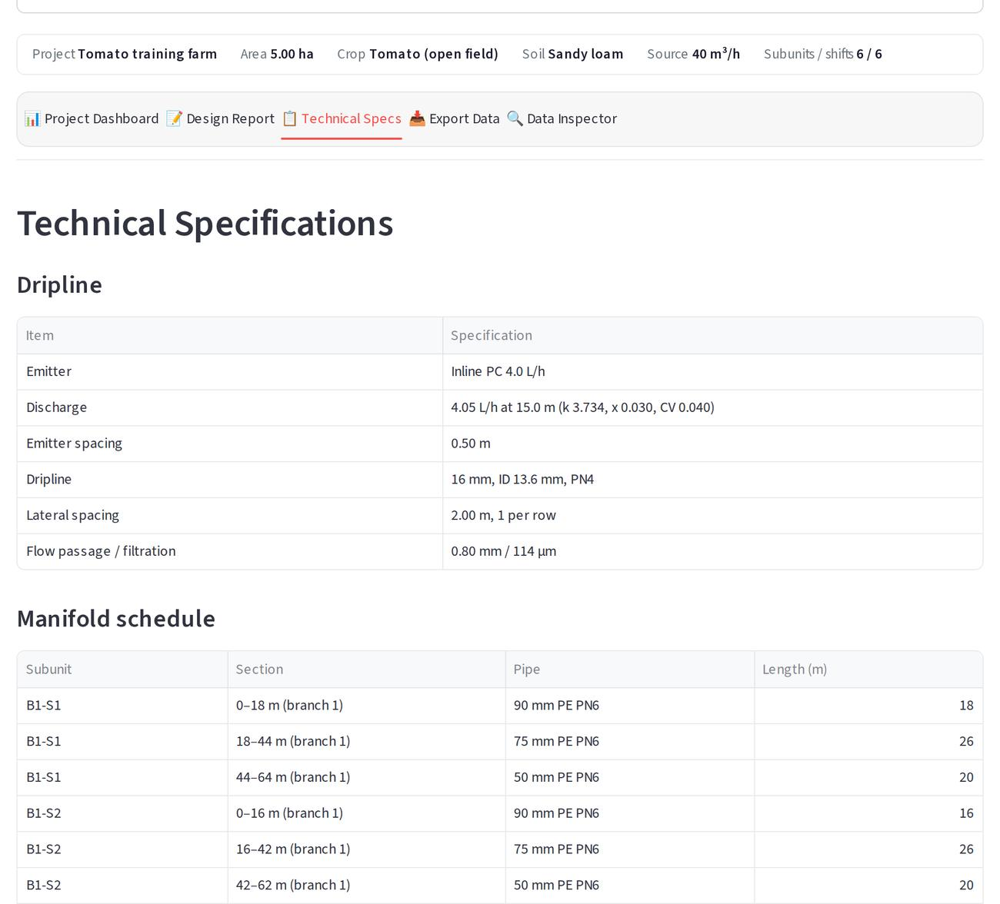 Project Tomato training farm Area 5.00 ha Crop Tomato (open field) Soil Sandy loam Source 40 m³/h Subunits / shifts 6 / 6
Project Dashboard Design Report Technical Specs Export Data Data Inspector
Technical Specifications
Dripline
Item Specification
Emitter Inline PC 4.0 L/h
Discharge 4.05 L/h at 15.0 m (k 3.734, x 0.030, CV 0.040)
Emitter spacing 0.50 m
Dripline 16 mm, ID 13.6 mm, PN4
Lateral spacing 2.00 m, 1 per row
Flow passage / filtration 0.80 mm / 114 µm
Manifold schedule
Subunit Section Pipe Length (m)
B1-S1 0–18 m (branch 1) 90 mm PE PN6 18
B1-S1 18–44 m (branch 1) 75 mm PE PN6 26
B1-S1 44–64 m (branch 1) 50 mm PE PN6 20
B1-S2 0–16 m (branch 1) 90 mm PE PN6 16
B1-S2 16–42 m (branch 1) 75 mm PE PN6 26
B1-S2 42–62 m (branch 1) 50 mm PE PN6 20